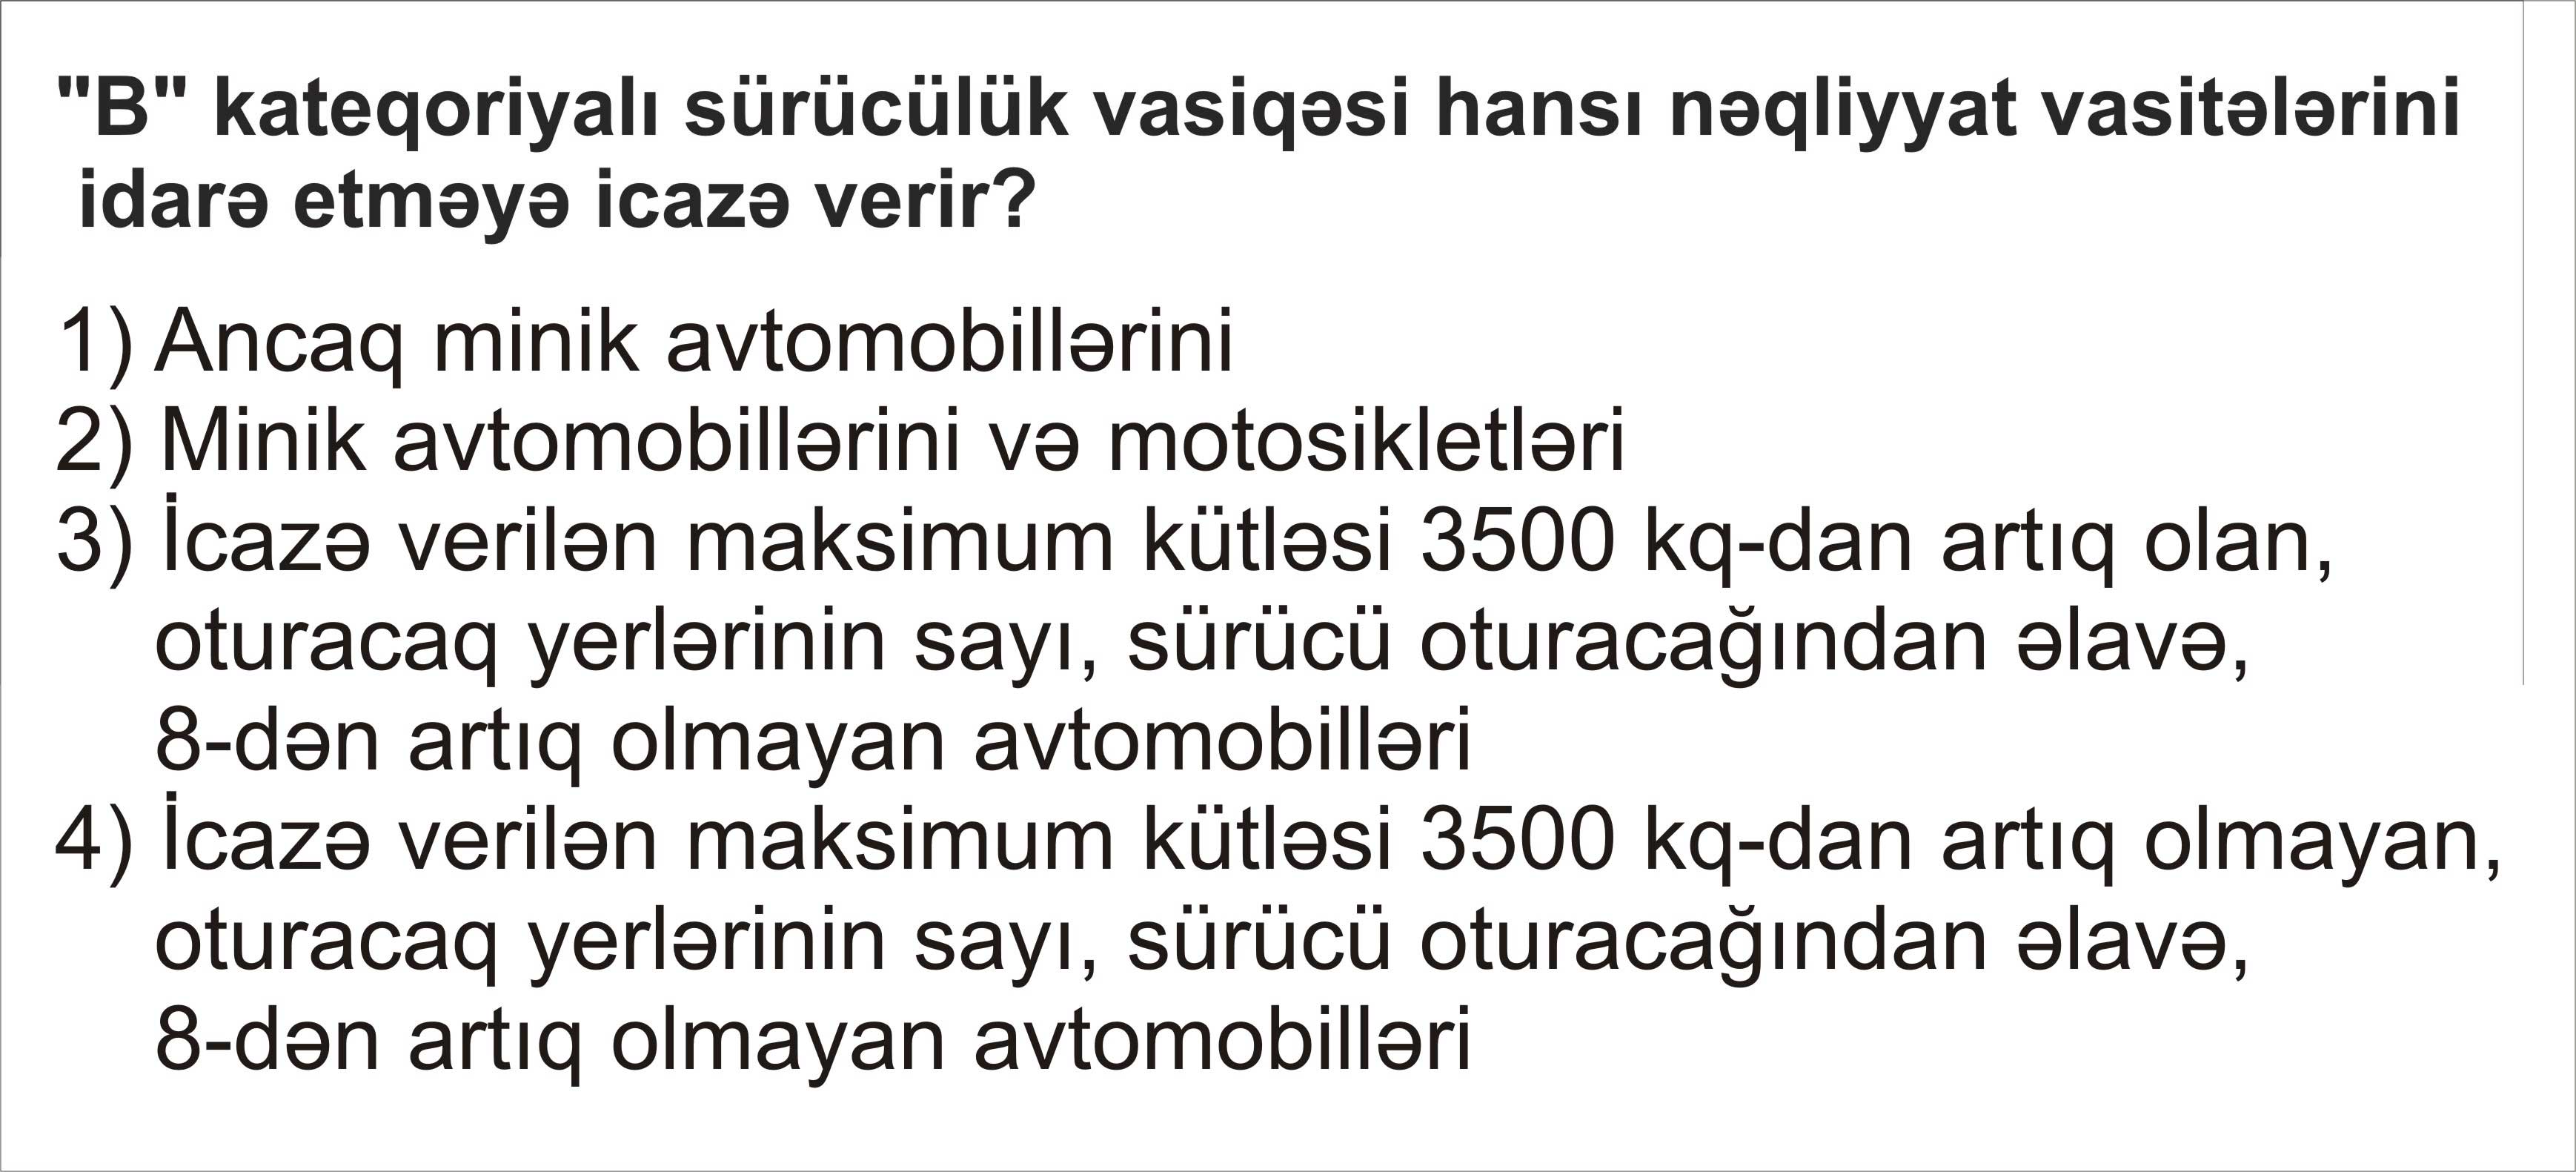 "B" kateqoriyalı sürücülük vasiqəsi hansı nəqliyyat vasitələrini
idarə etməyə icazə verir?
1) Ancaq minik avtomobillərini
2) Minik avtomobillərini və motosikletləri
3) İcazə verilən maksimum kütləsi 3500 kq-dan artıq olan,
oturacaq yerlərinin sayı, sürücü oturacağından əlavə,
8-dən artıq olmayan avtomobilləri
4) İcazə verilən maksimum kütləsi 3500 kq-dan artıq olmayan,
oturacaq yerlərinin sayı, sürücü oturacağından əlavə,
8-dən artıq olmayan avtomobilləri